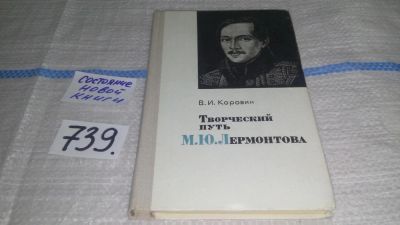 Состояние
новой
книги
739.
В. И. Коровин
Творческий
путь
М.Ю.Лермонтова